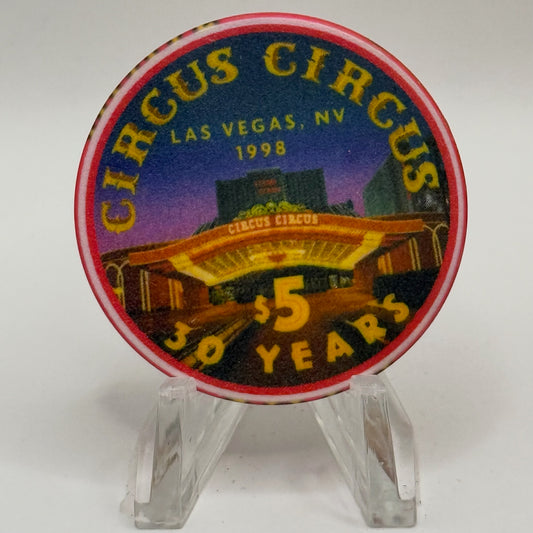 CIRCUS CIRCUS
LAS VEGAS, NV
1998
CIRCUS CIRCUS
$5
30 YEARS